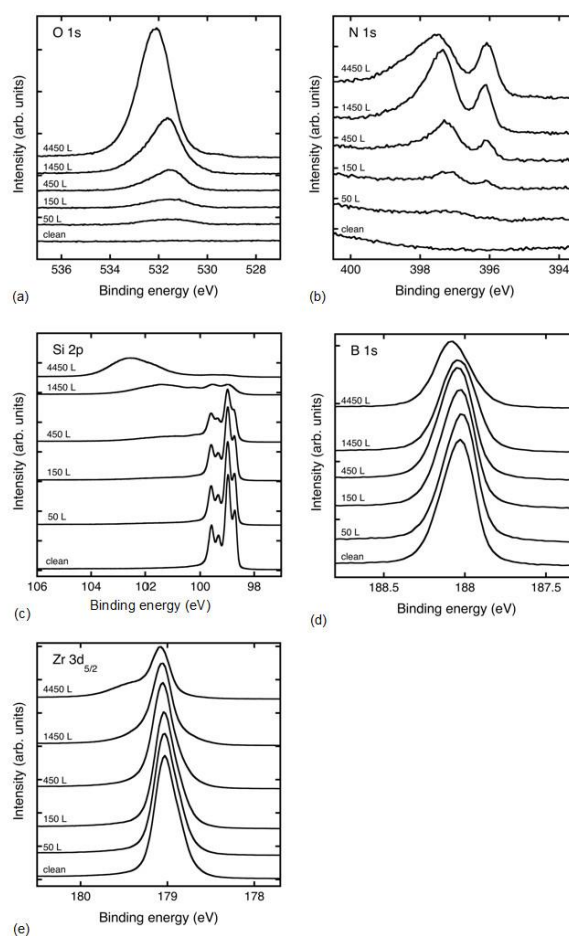 O 1s
Intensity (arb. units)
4450 L
1450 L
450 L
150 L
50 L
clean
536 534 532 530 528
Binding energy (eV)
(a)
N 1s
Intensity (arb. units)
4450 L
1450 L
450 L
150 L
50 L
clean
400 398 396 394
Binding energy (eV)
(b)
Si 2p
Intensity (arb. units)
4450 L
1450 L
450 L
150 L
50 L
clean
106 104 102 100 98
Binding energy (eV)
(c)
B 1s
Intensity (arb. units)
4450 L
1450 L
450 L
150 L
50 L
clean
188.5 188 187.5
Binding energy (eV)
(d)
Zr 3d5/2
Intensity (arb. units)
4450 L
1450 L
450 L
150 L
50 L
clean
180 179 178
Binding energy (eV)
(e)